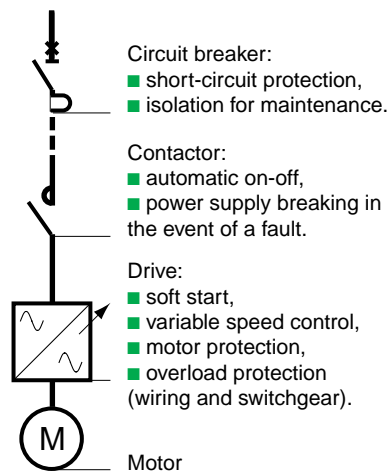 Circuit breaker:
■ short-circuit protection,
■ isolation for maintenance.
Contactor:
■ automatic on-off,
■ power supply breaking in
the event of a fault.
Drive:
■ soft start,
■ variable speed control,
■ motor protection,
■ overload protection
(wiring and switchgear).
M
Motor